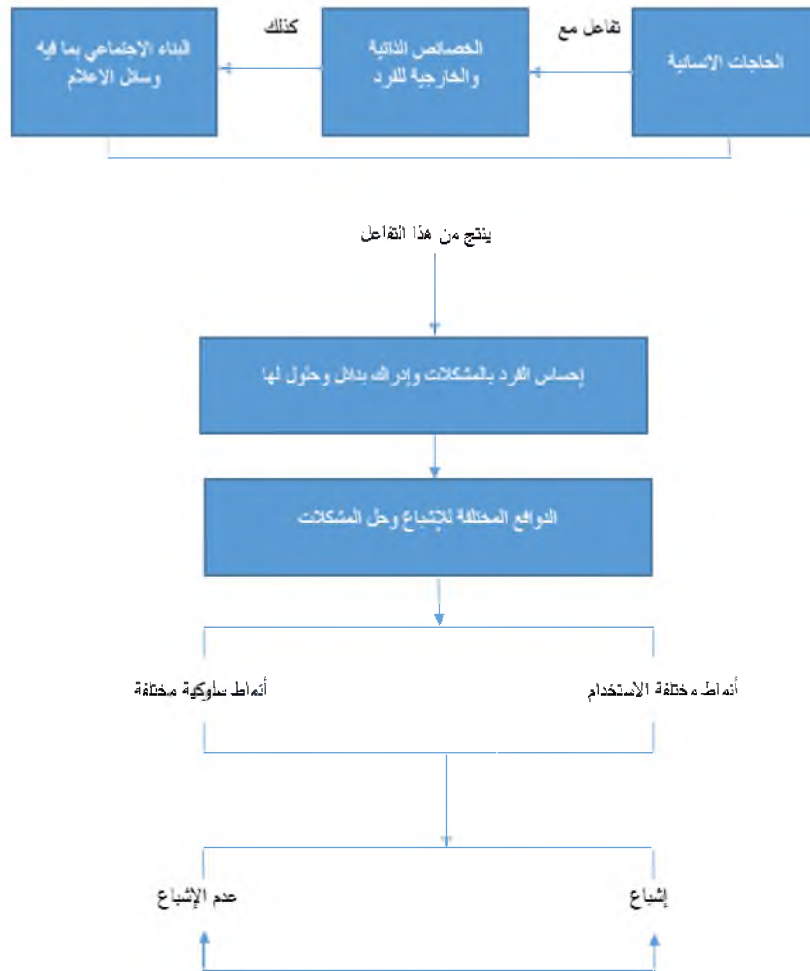 تفاعل مع
كذلك
الحاجات الانسانية
الخصائص الذاتية
والخارجية للفرد
البناء الاجتماعي بما فيه
وسائل الاعلام
ينتج من هذا التفاعل
إحساس الفرد بالمشكلات وإدراك بدائل وحلول لها
الدوافع المختلفة للإشباع وحل المشكلات
أنماط مختلفة الاستخدام
أنماط سلوكية مختلفة
إشباع
عدم الإشباع